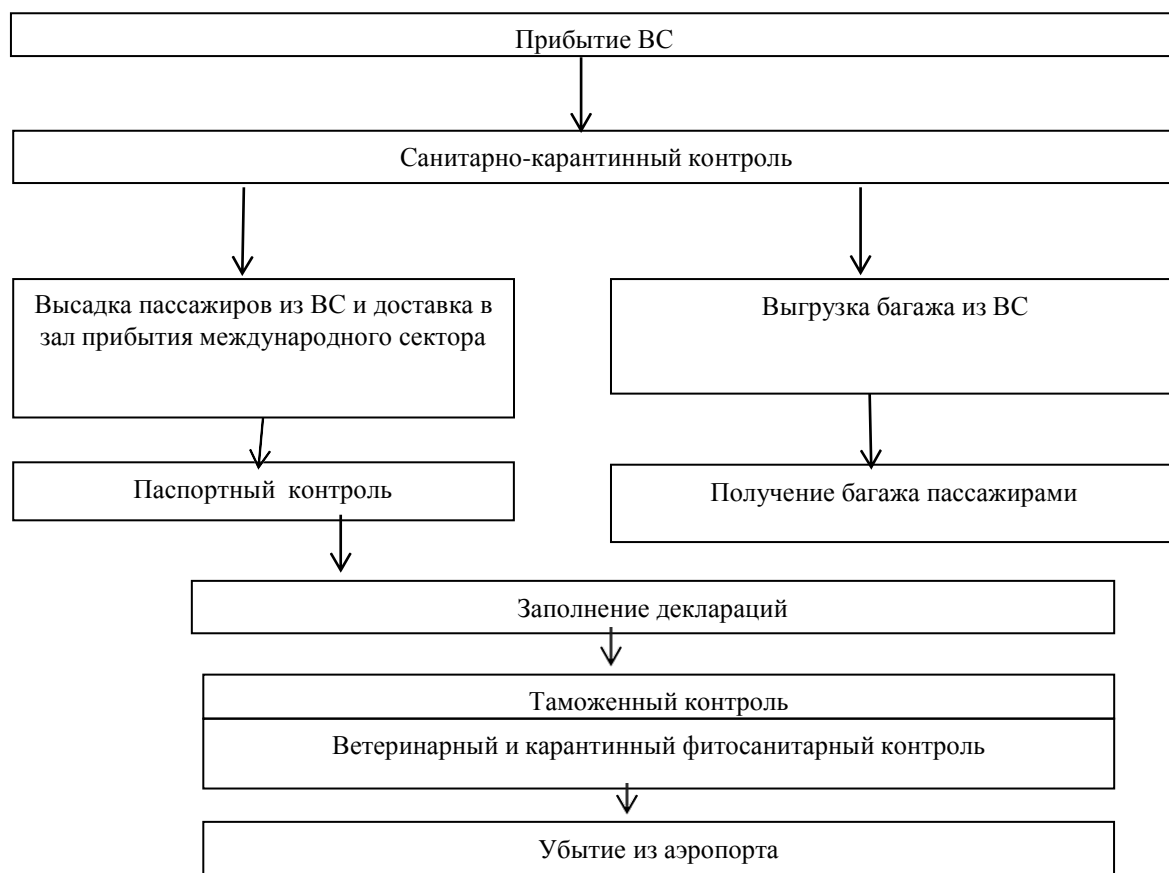 Прибытие ВС
Санитарно-карантинный контроль
Высадка пассажиров из ВС и доставка в
зал прибытия международного сектора
Выгрузка багажа из ВС
Паспортный контроль
Получение багажа пассажирами
Заполнение деклараций
Таможенный контроль
Ветеринарный и карантинный фитосанитарный контроль
Убытие из аэропорта